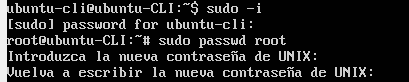 ubuntu-cli@ubuntu-CLI:~$ sudo -i
[sudo] password for ubuntu-cli:
root@ubuntu-CLI:~# sudo passwd root
Introduzca la nueva contraseña de UNIX:
Vuelva a escribir la nueva contraseña de UNIX: